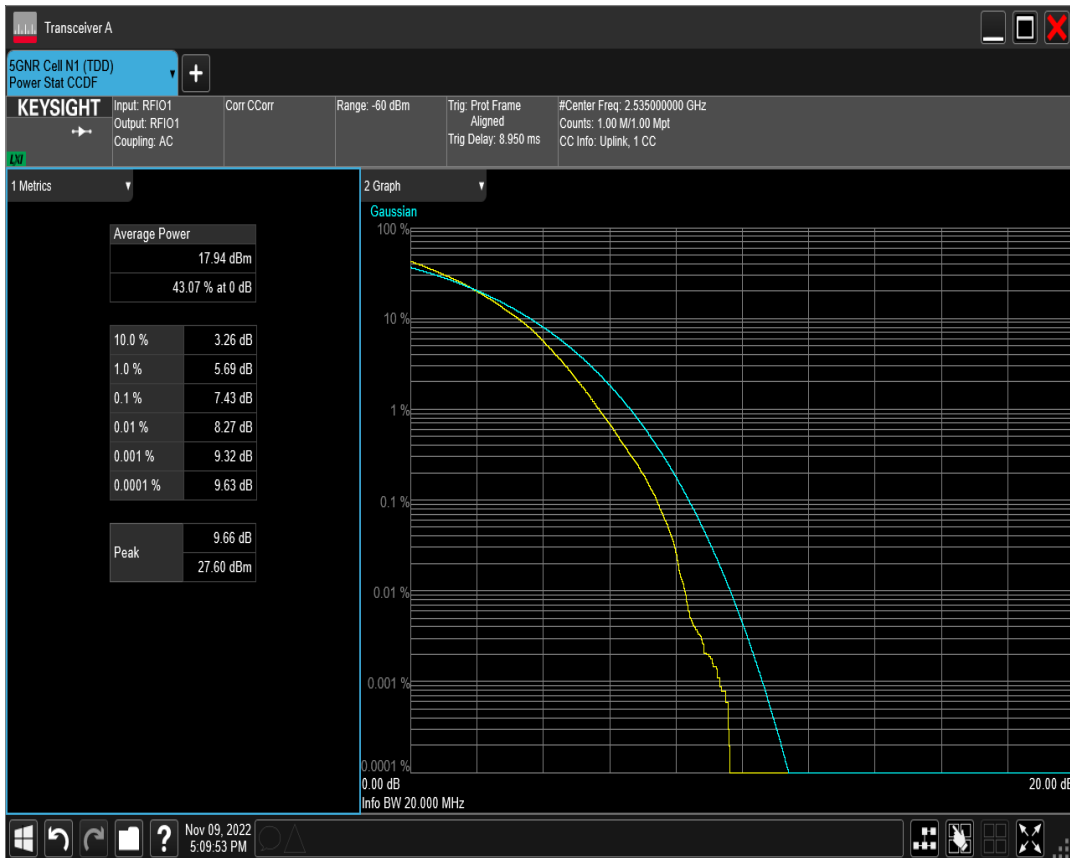 Transceiver A
5GNR Cell N1 (TDD)
Power Stat CCDF
+
KEYSIGHT
LXI
Input: RFIO1
Output: RFIO1
Coupling: AC
Corr CCorr
Range: -60 dBm
Trig: Prot Frame
Aligned
Trig Delay: 8.950 ms
#Center Freq: 2.535000000 GHz
Counts: 1.00 M/1.00 Mpt
CC Info: Uplink, 1 CC
1 Metrics
Average Power
17.94 dBm
43.07 % at 0 dB
10.0 % 3.26 dB
1.0 % 5.69 dB
0.1 % 7.43 dB
0.01 % 8.27 dB
0.001 % 9.32 dB
0.0001 % 9.63 dB
Peak
9.66 dB
27.60 dBm
2 Graph
Gaussian
100 %
10 %
1 %
0.1 %
0.01 %
0.001 %
0.0001 %
0.00 dB 20.00 dB
Info BW 20.000 MHz
?
Nov 09, 2022
5:09:53 PM